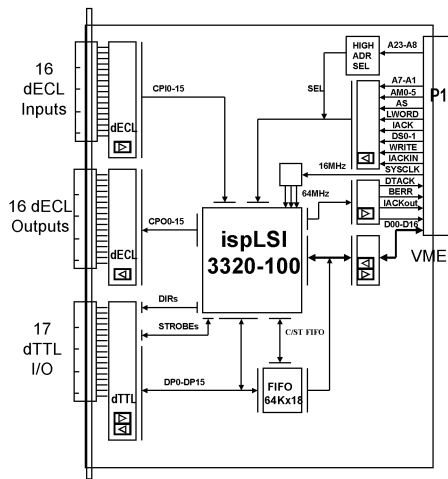 16
dECL
Inputs
dECL
CPI0-15
HIGH
ADR
SEL
A23-A8
SEL
P1
A7-A1
AM0-5
AS
LWORD
IACK
DS0-1
WRITE
IACKIN
SYSCLK
16MHz
64MHz
DTACK
BERR
IACKout
D00-D16
VME
16 dECL
Outputs
dECL
CPO0-15
ispLSI
3320-100
17
dTTL
I/O
dTTL
DIRs
STROBEs
DP0-DP15
C/ST FIFO
FIFO
64Kx18